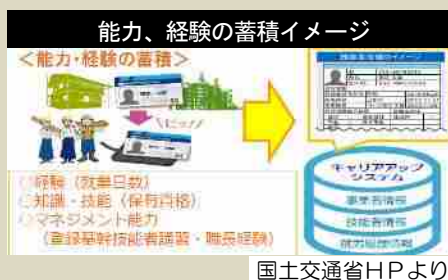 能力、経験の蓄積イメージ
＜能力・経験の蓄積＞
ピッ！
○経験（就業日数）
○知識・技能（保有資格）
○マネジメント能力
（登録基幹技能者講習・職長経験）
キャリアアップ
システム
事業者情報
技能者情報
就労履歴情報
国土交通省ＨＰより